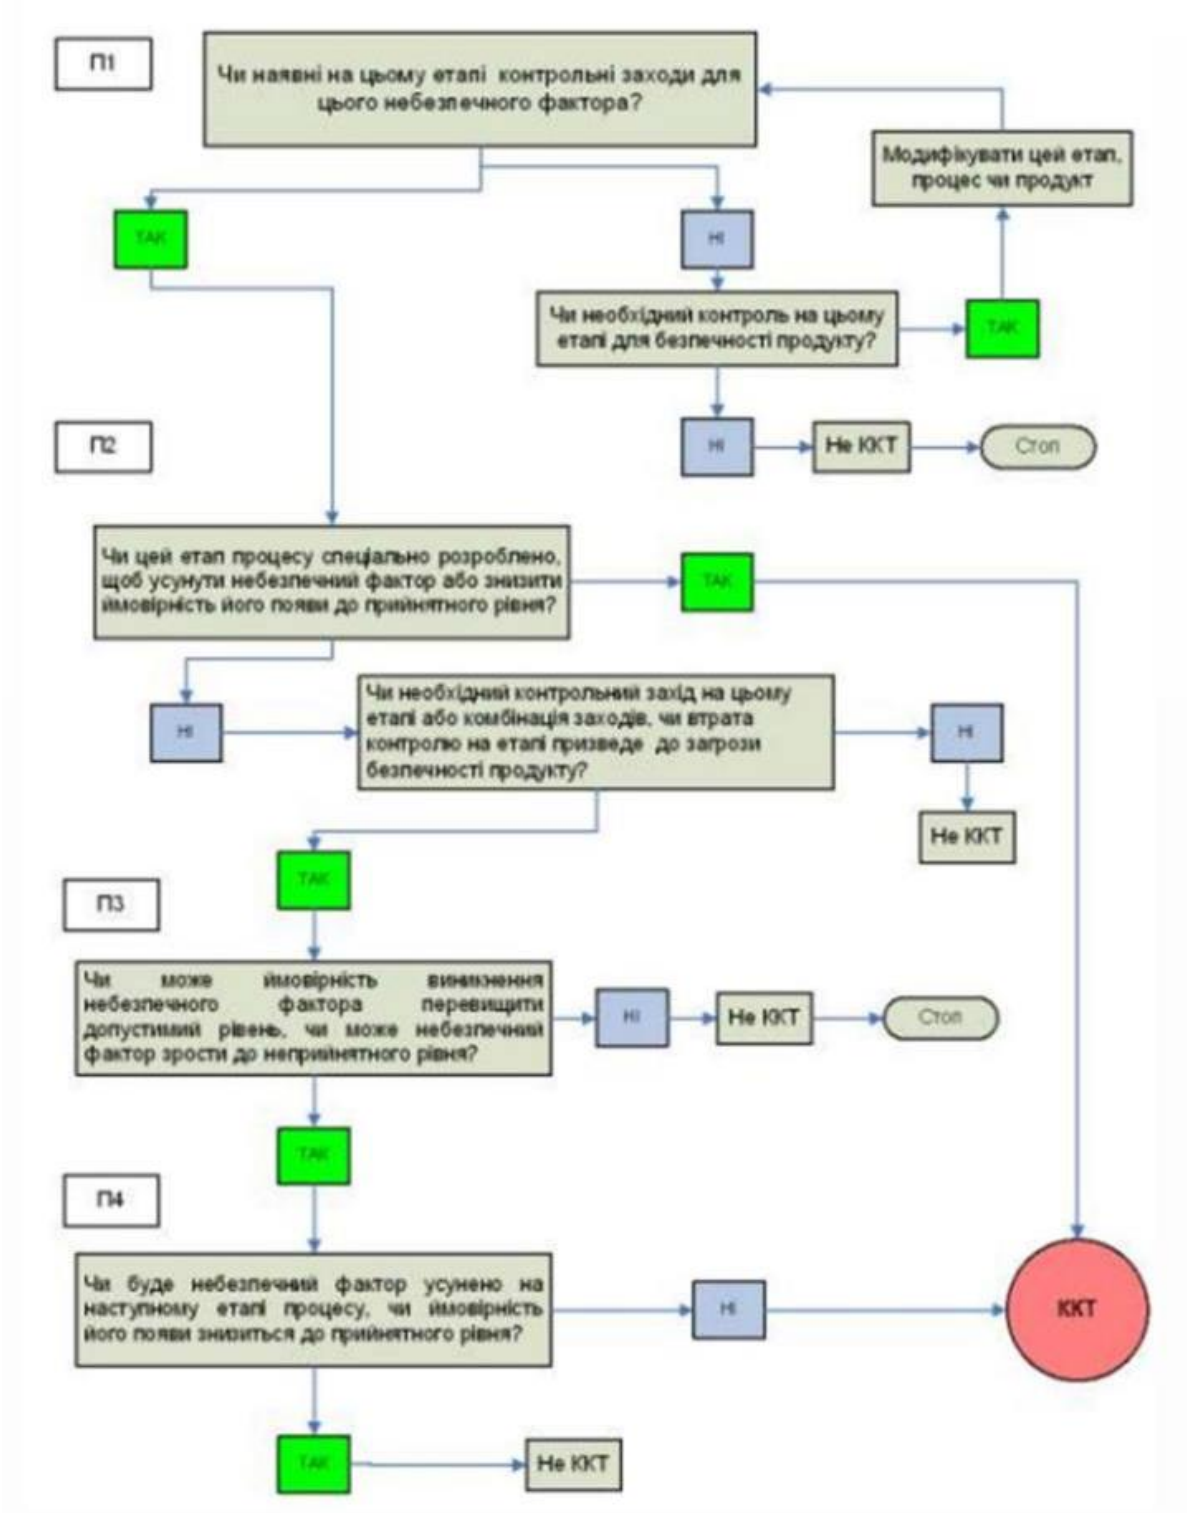 П1
Чи наявні на цьому етапі контрольні заходи для
цього небезпечного фактора?
Модифікувати цей етап,
процес чи продукт
ТАК
НІ
Чи необхідний контроль на цьому
етапі для безпечності продукту?
ТАК
П2
НІ
Не ККТ
Стоп
Чи цей етап процесу спеціально розроблено,
щоб усунути небезпечний фактор або знизити
ймовірність його появи до прийнятного рівня?
ТАК
НІ
Чи необхідний контрольний захід на цьому
етапі або комбінація заходів, чи втрата
контролю на етапі призведе до загрози
безпечності продукту?
НІ
Не ККТ
ТАК
П3
Чи може ймовірність виникнення
небезпечного фактора перевищити
допустимий рівень, чи може небезпечний
фактор зрости до неприйнятного рівня?
НІ
Не ККТ
Стоп
ТАК
П4
Чи буде небезпечний фактор усунено на
наступному етапі процесу, чи ймовірність
його появи знизиться до прийнятного рівня?
НІ
ККТ
ТАК
Не ККТ